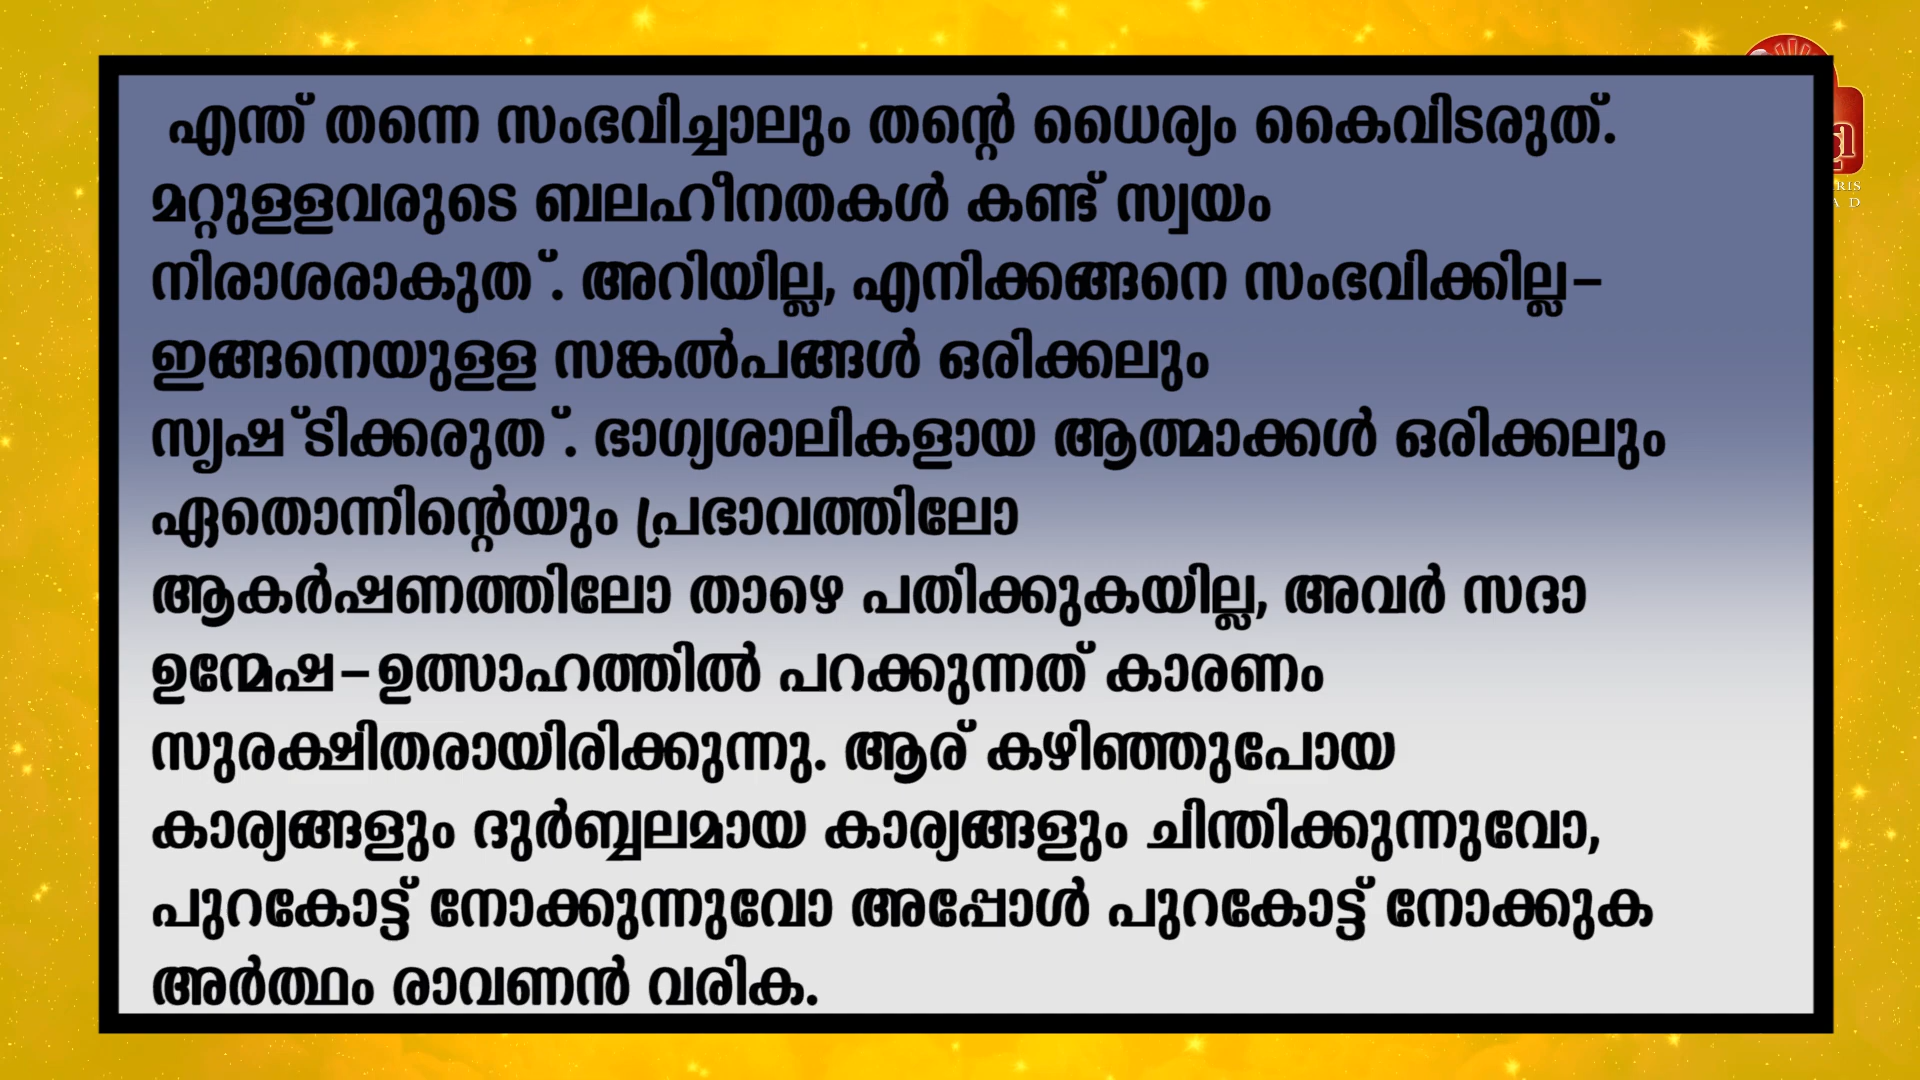 എന്ത് തന്നെ സംഭവിച്ചാലും തന്റെ ധൈര്യം കൈവിടരുത്.
മറ്റുളളവരുടെ ബലഹീനതകൾ കണ്ട് സ്വയം
നിരാശരാകുത്. അറിയില്ല, എനിക്കങ്ങനെ സംഭവിക്കില്ല-
ഇങ്ങനെയുളള സങ്കൽപങ്ങൾ ഒരിക്കലും
സൃഷ്ടിക്കരുത്. ഭാഗ്യശാലികളായ ആത്മാക്കൾ ഒരിക്കലും
ഏതൊന്നിന്റെയും പ്രഭാവത്തിലോ
ആകർഷണത്തിലോ താഴെ പതിക്കുകയില്ല, അവർ സദാ
ഉന്മേഷ-ഉത്സാഹത്തിൽ പറക്കുന്നത് കാരണം
സുരക്ഷിതരായിരിക്കുന്നു. ആര് കഴിഞ്ഞുപോയ
കാര്യങ്ങളും ദുർബ്ബലമായ കാര്യങ്ങളും ചിന്തിക്കുന്നുവോ,
പുറകോട്ട് നോക്കുന്നുവോ അപ്പോൾ പുറകോട്ട് നോക്കുക
അർത്ഥം രാവണൻ വരിക.